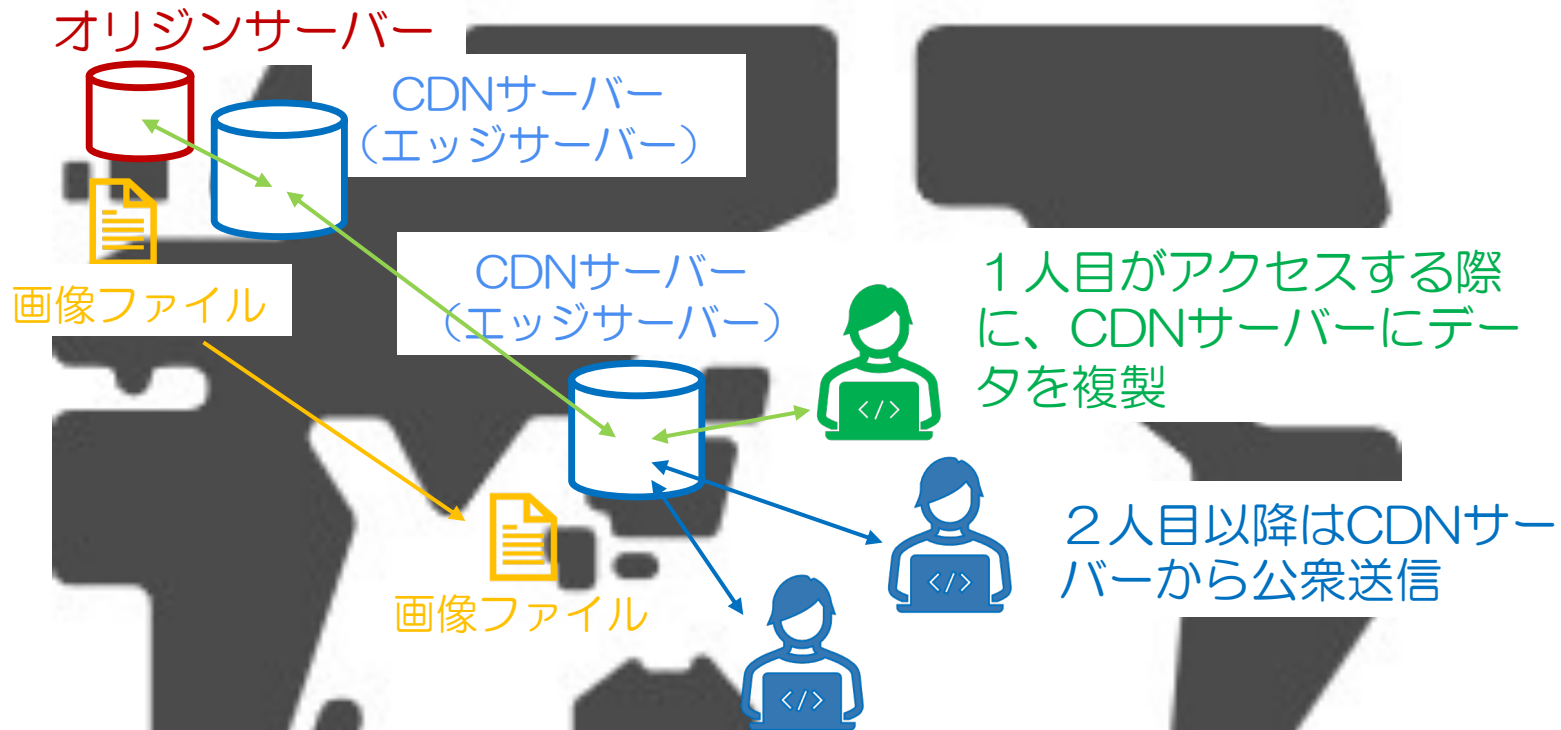 オリジンサーバー
CDNサーバー
（エッジサーバー）
画像ファイル
CDNサーバー
（エッジサーバー）
１人目がアクセスする際
に、CDNサーバーにデー
タを複製
</>
２人目以降はCDNサー
バーから公衆送信
</>
画像ファイル
</>